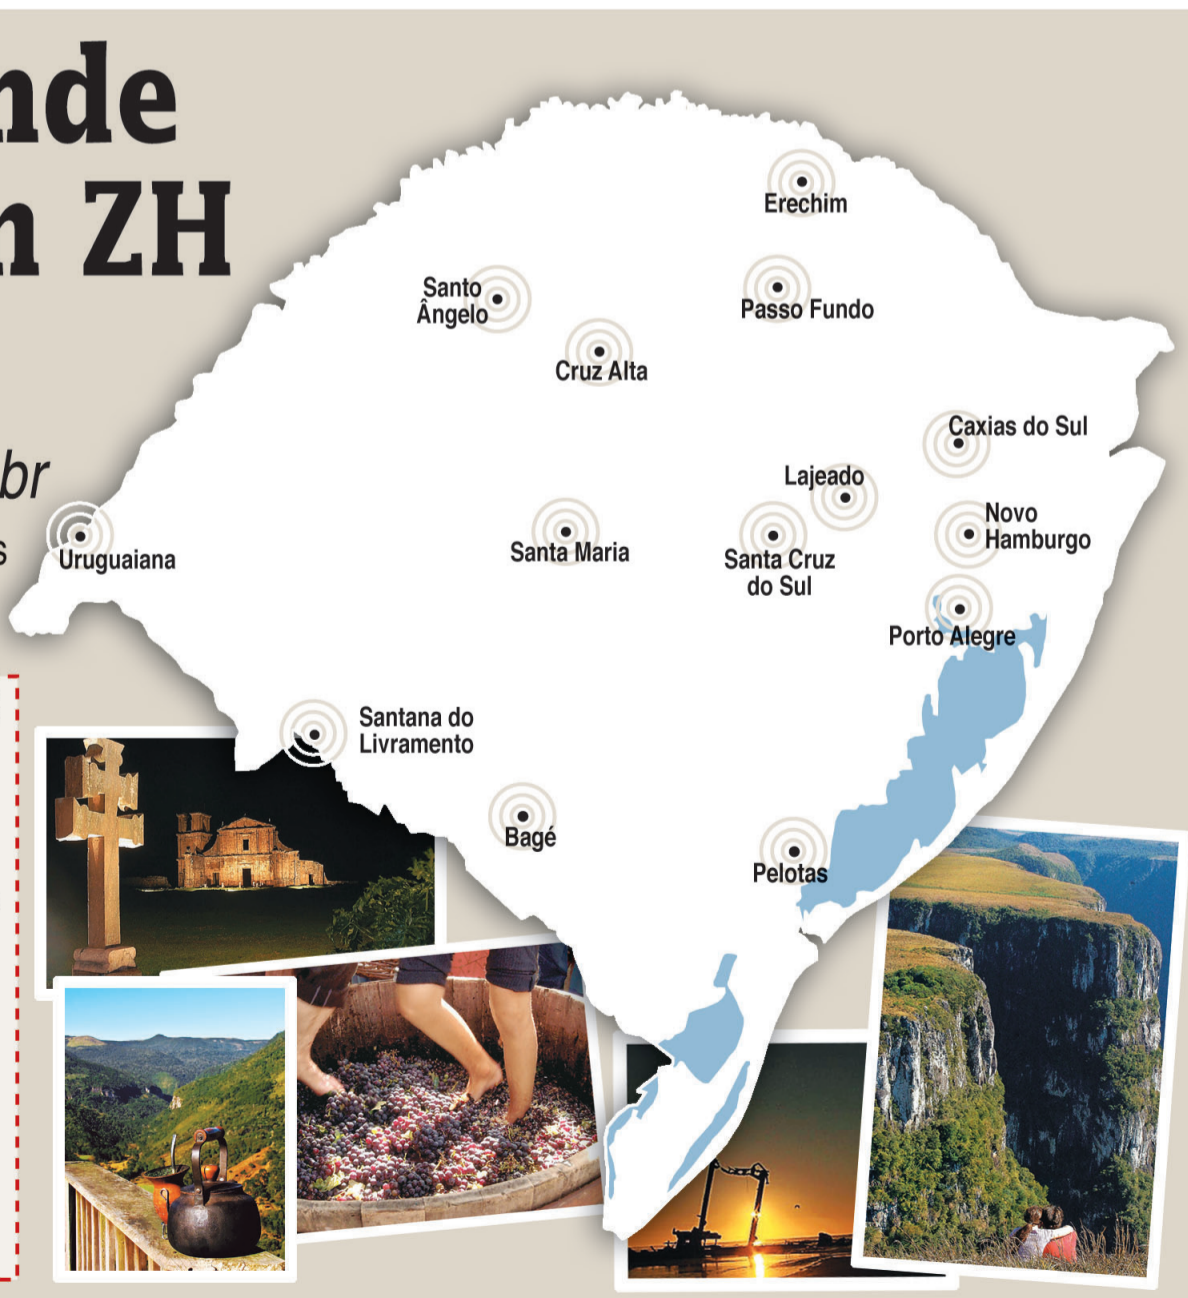 nde
n ZH
br
s
Erechim
Santo
Ângelo
Passo Fundo
Cruz Alta
Caxias do Sul
Lajeado
Novo
Hamburgo
Uruguaiana
Santa Maria
Santa Cruz
do Sul
Porto Alegre
Santana do
Livramento
Bagé
Pelotas